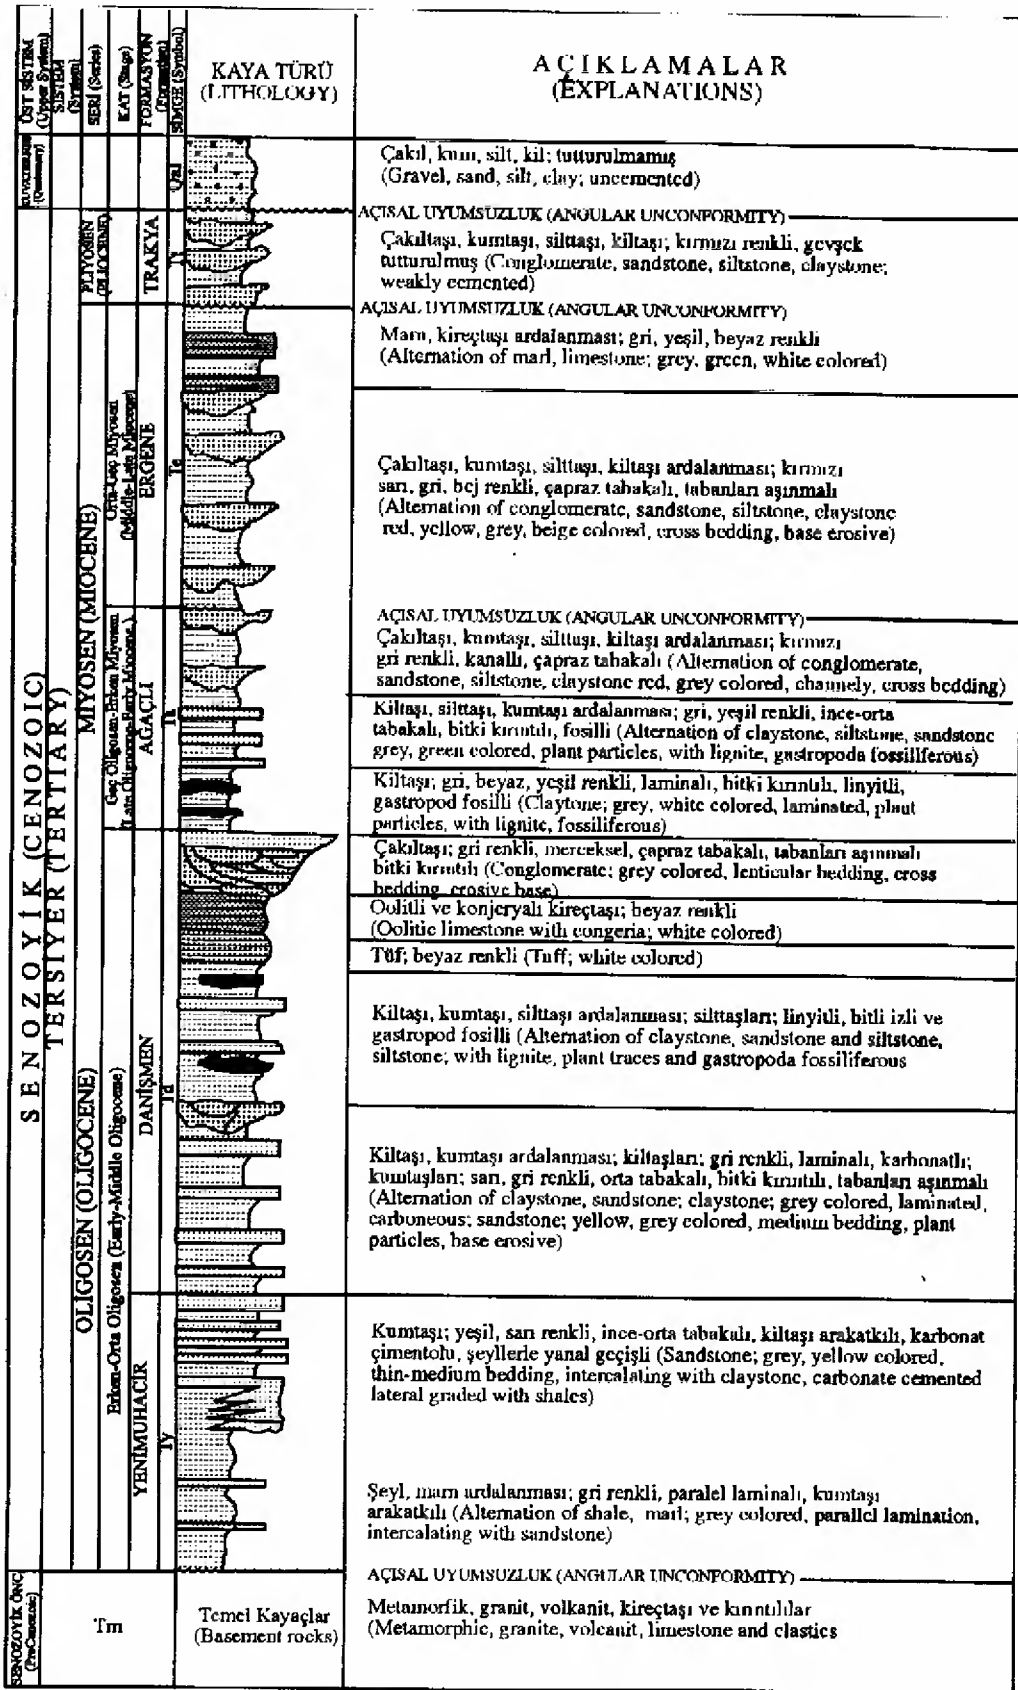 ÜST SİSTEM
(Upper System)
SİSTEM
(System)
SERİ (Series)
KAT (Stage)
FORMASYON
(Formation)
SİMGE (Symbol)
KAYA TÜRÜ
(LITHOLOGY)
AÇIKLAMALAR
(EXPLANATIONS)
(Quaternary)
Qal
Çakıl, kum, silt, kil; tutturulmamış
(Gravel, sand, silt, clay; uncemented)
AÇISAL UYUMSUZLUK (ANGULAR UNCONFORMITY)
PLİYOSEN
(PLIOCENE)
TRAKYA
Çakıltaşı, kumtaşı, silttaşı, kiltaşı; kırmızı renkli, gevşek
tutturulmuş (Conglomerate, sandstone, siltstone, claystone;
weakly cemented)
AÇISAL UYUMSUZLUK (ANGULAR UNCONFORMITY)
SENOZOYİK (CENOZOIC)
TERSİYER (TERTIARY)
MİYOSEN (MIOCENE)
Orta-Geç Miyosen
(Middle-Late Miocene)
ERGENE
Te
Marn, kireçtaşı ardalanması; gri, yeşil, beyaz renkli
(Alternation of marl, limestone; grey, green, white colored)
Çakıltaşı, kumtaşı, silttaşı, kiltaşı ardalanması; kırmızı
sarı, gri, bej renkli, çapraz tabakalı, tabanları aşınmalı
(Alternation of conglomerate, sandstone, siltstone, claystone
red, yellow, grey, beige colored, cross bedding, base erosive)
AÇISAL UYUMSUZLUK (ANGULAR UNCONFORMITY)
Geç Oligosen-Erken Miyosen
(Late Oligocene-Early Miocene)
AĞAÇLI
Ta
Çakıltaşı, kumtaşı, silttaşı, kiltaşı ardalanması; kırmızı
gri renkli, kanallı, çapraz tabakalı (Alternation of conglomerate,
sandstone, siltstone, claystone red, grey colored, channely, cross bedding)
Kiltaşı, silttaşı, kumtaşı ardalanması; gri, yeşil renkli, ince-orta
tabakalı, bitki kırıntılı, fosilli (Alternation of claystone, siltstone, sandstone
grey, green colored, plant particles, with lignite, gastropoda fossiliferous)
Kiltaşı; gri, beyaz, yeşil renkli, laminalı, bitki kırıntılı, linyitli,
gastropod fosilli (Claytone; grey, white colored, laminated, plant
particles, with lignite, fossiliferous)
OLİGOSEN (OLIGOCENE)
Erken-Orta Oligosen (Early-Middle Oligocene)
DANİŞMEN
Td
Çakıltaşı; gri renkli, merceksel, çapraz tabakalı, tabanları aşınmalı
bitki kırıntılı (Conglomerate; grey colored, lenticular bedding, cross
bedding, erosive base)
Oolitli ve konjeryalı kireçtaşı; beyaz renkli
(Oolitic limestone with congeria; white colored)
Tüf; beyaz renkli (Tuff; white colored)
Kiltaşı, kumtaşı, silttaşı ardalanması; silttaşları; linyitli, bitli izli ve
gastropod fosilli (Alternation of claystone, sandstone and siltstone,
siltstone; with lignite, plant traces and gastropoda fossiliferous
Kiltaşı, kumtaşı ardalanması; kiltaşları; gri renkli, laminalı, karbonatlı;
kumtaşları; sarı, gri renkli, orta tabakalı, bitki kırıntılı, tabanları aşınmalı
(Alternation of claystone, sandstone; claystone; grey colored, laminated,
carboneous; sandstone; yellow, grey colored, medium bedding, plant
particles, base erosive)
YENİMUHACİR
Ty
Kumtaşı; yeşil, sarı renkli, ince-orta tabakalı, kiltaşı arakatkılı, karbonat
çimentolu, şeyllerle yanal geçişli (Sandstone; grey, yellow colored,
thin-medium bedding, intercalating with claystone, carbonate cemented
lateral graded with shales)
Şeyl, marn ardalanması; gri renkli, paralel laminalı, kumtaşı
arakatkılı (Alternation of shale, marl; grey colored, parallel lamination,
intercalating with sandstone)
AÇISAL UYUMSUZLUK (ANGULAR UNCONFORMITY)
SENOZOYİK ÖNC.
(PreCenozoic)
Tm
Temel Kayaçlar
(Basement rocks)
Metamorfik, granit, volkanit, kireçtaşı ve kırıntılılar
(Metamorphic, granite, volcanit, limestone and clastics